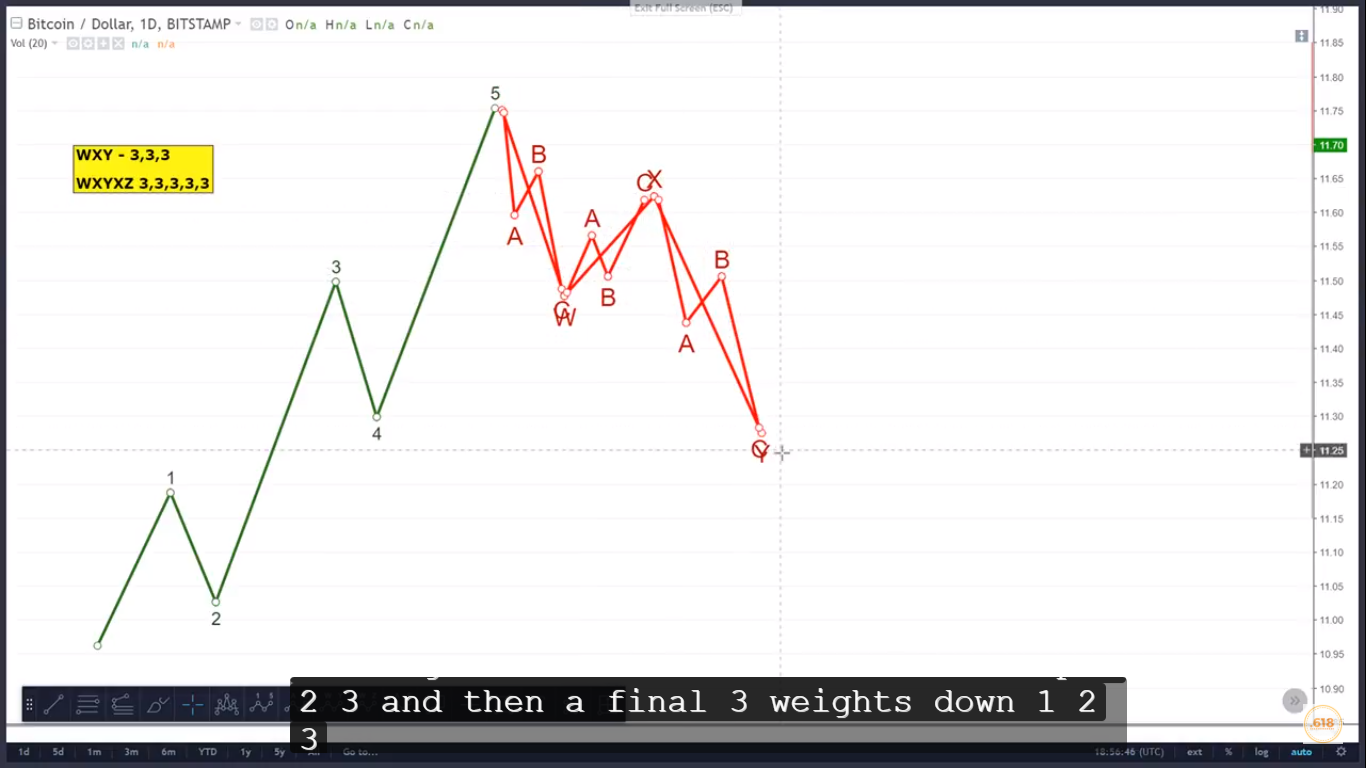 Exit Full Screen (ESC)
Bitcoin / Dollar, 1D, BITSTAMP On/a Hn/a Ln/a Cn/a
Vol (20) n/a n/a
WXY - 3,3,3
WXYXZ 3,3,3,3,3
1
2
3
4
5
A
B
C
W
A
B
C
X
A
B
C
Y
11.90
11.85
11.80
11.75
11.70
11.65
11.60
11.55
11.50
11.45
11.40
11.35
11.30
11.25
11.20
11.15
11.10
11.05
11.00
10.95
10.90
2 3 and then a final 3 weights down 1 2
3
.618
1d 5d 1m 3m 6m YTD 1y 5y Go to... 18:56:46 (UTC) ext % log auto